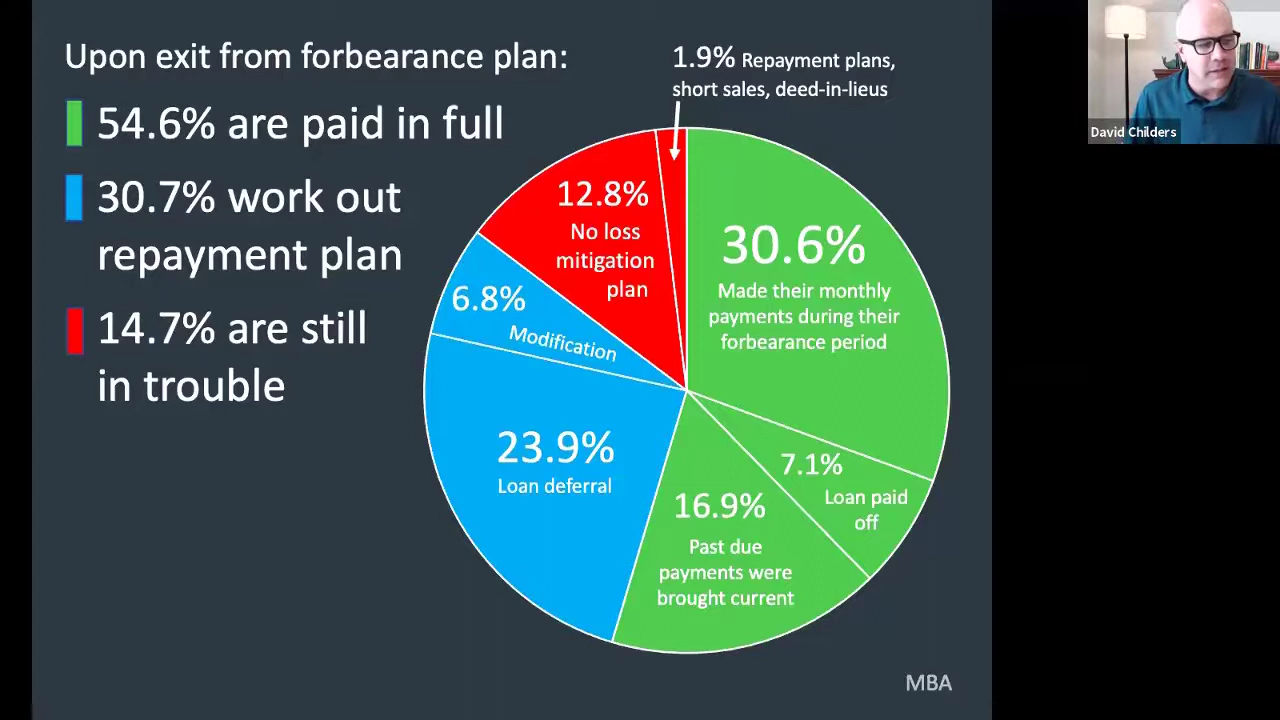 Upon exit from forbearance plan:
54.6% are paid in full
30.7% work out
repayment plan
14.7% are still
in trouble
1.9% Repayment plans,
short sales, deed-in-lieus
12.8%
No loss
mitigation
plan
30.6%
Made their monthly
payments during their
forbearance period
6.8%
Modification
23.9%
Loan deferral
7.1%
Loan paid
off
16.9%
Past due
payments were
brought current
MBA
David Childers